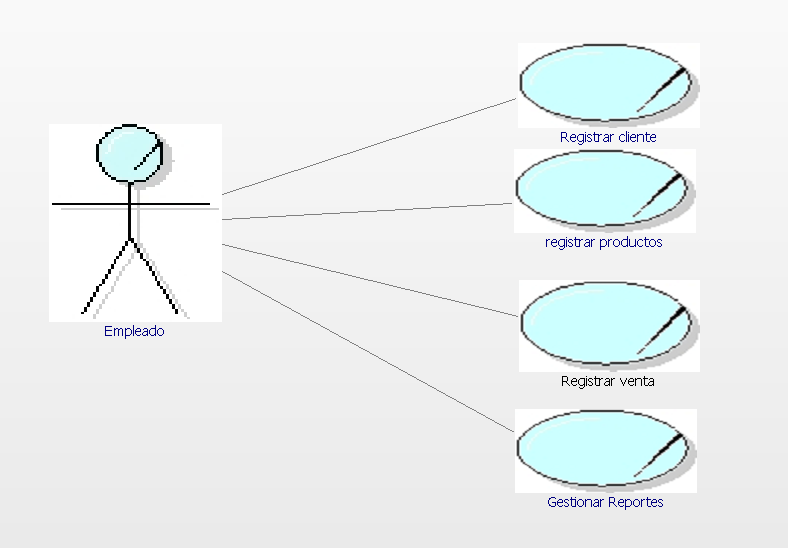 Registrar cliente
registrar productos
Empleado
Registrar venta
Gestionar Reportes